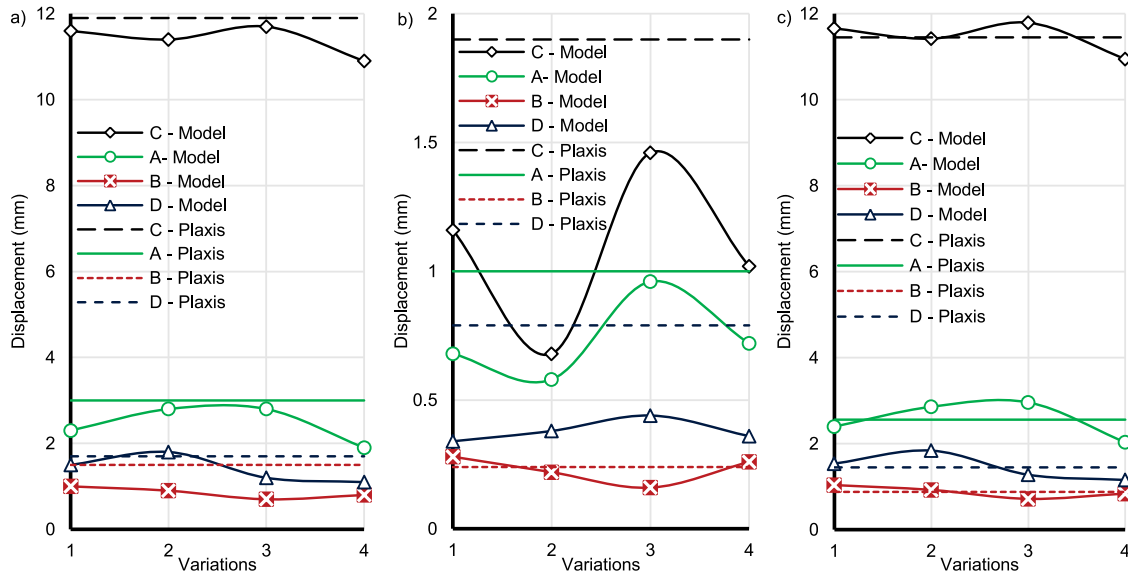 a)
Displacement (mm)
12
10
8
6
4
2
0
C - Model
A- Model
B - Model
D - Model
C - Plaxis
A - Plaxis
B - Plaxis
D - Plaxis
1 2 3 4
Variations
b)
Displacement (mm)
2
1.5
1
0.5
0
C - Model
A- Model
B - Model
D - Model
C - Plaxis
A - Plaxis
B - Plaxis
D - Plaxis
1 2 3 4
Variations
c)
Displacement (mm)
12
10
8
6
4
2
0
C - Model
A- Model
B - Model
D - Model
C - Plaxis
A - Plaxis
B - Plaxis
D - Plaxis
1 2 3 4
Variations